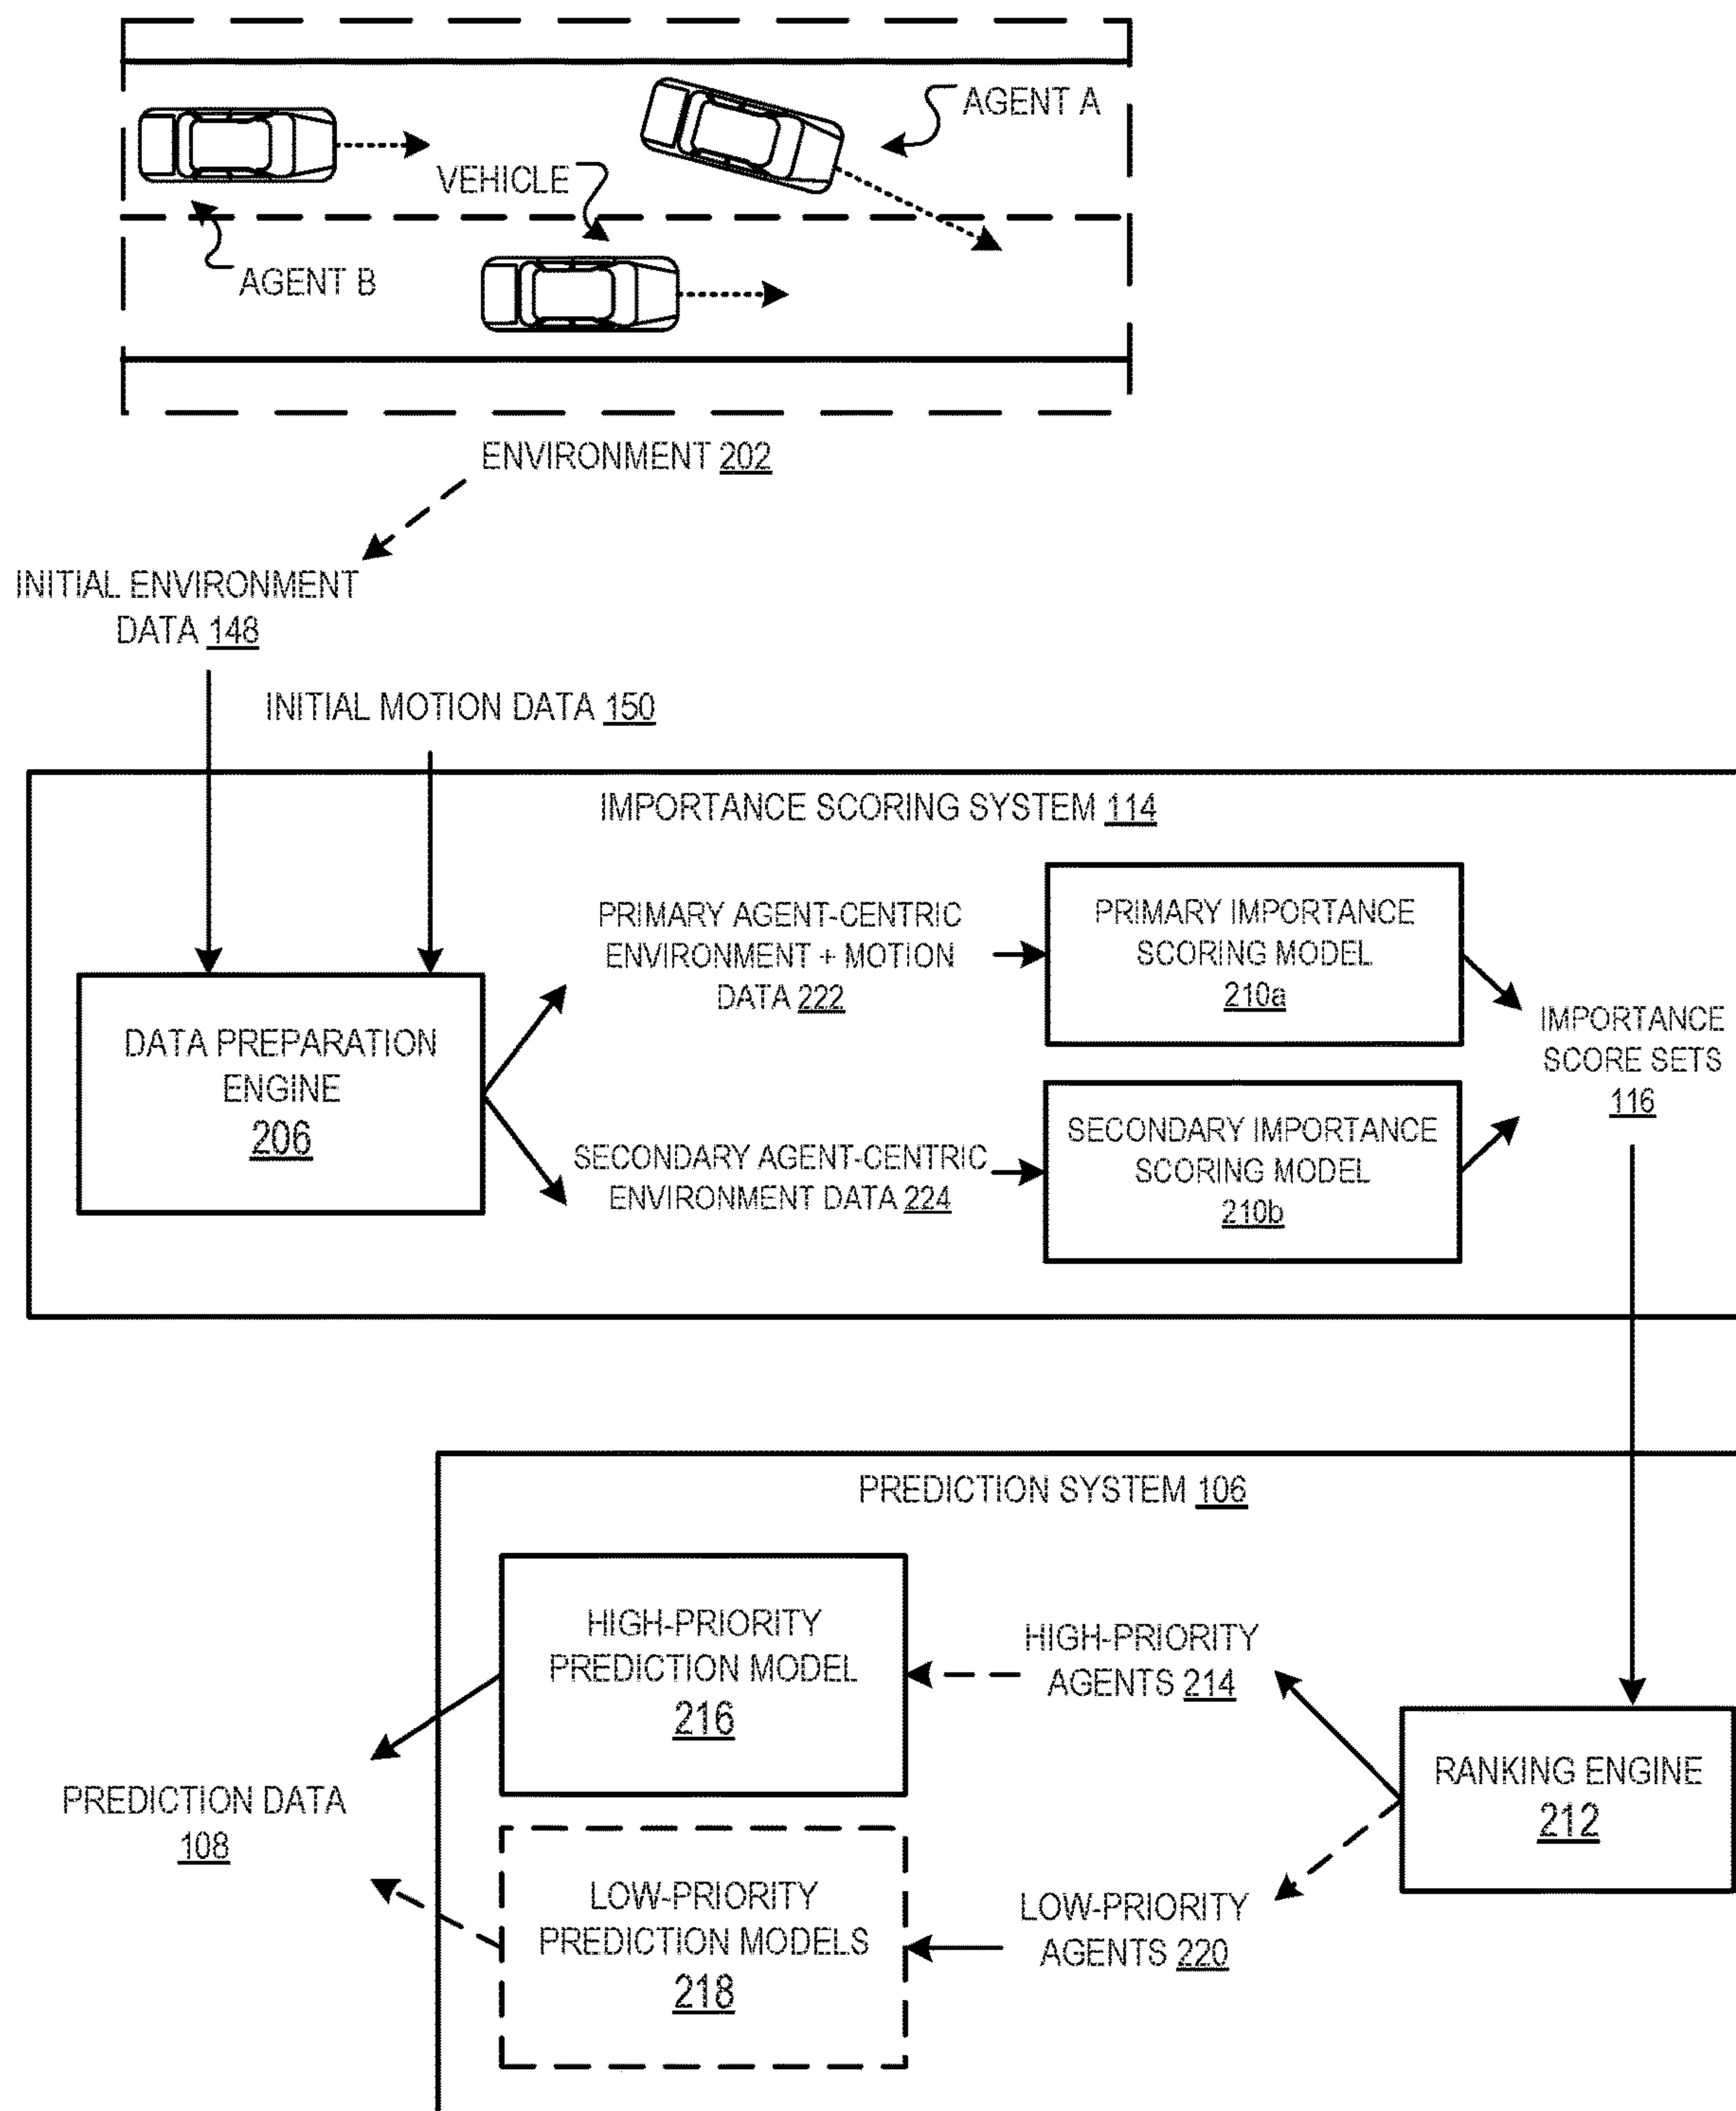 AGENT A
VEHICLE
AGENT B
ENVIRONMENT 202
INITIAL ENVIRONMENT
DATA 148
INITIAL MOTION DATA 150
IMPORTANCE SCORING SYSTEM 114
PRIMARY AGENT-CENTRIC
ENVIRONMENT + MOTION
DATA 222
PRIMARY IMPORTANCE
SCORING MODEL
210a
DATA PREPARATION
ENGINE
206
IMPORTANCE
SCORE SETS
116
SECONDARY AGENT-CENTRIC
ENVIRONMENT DATA 224
SECONDARY IMPORTANCE
SCORING MODEL
210b
PREDICTION SYSTEM 106
HIGH-PRIORITY
PREDICTION MODEL
216
HIGH-PRIORITY
AGENTS 214
RANKING ENGINE
212
PREDICTION DATA
108
LOW-PRIORITY
PREDICTION MODELS
218
LOW-PRIORITY
AGENTS 220